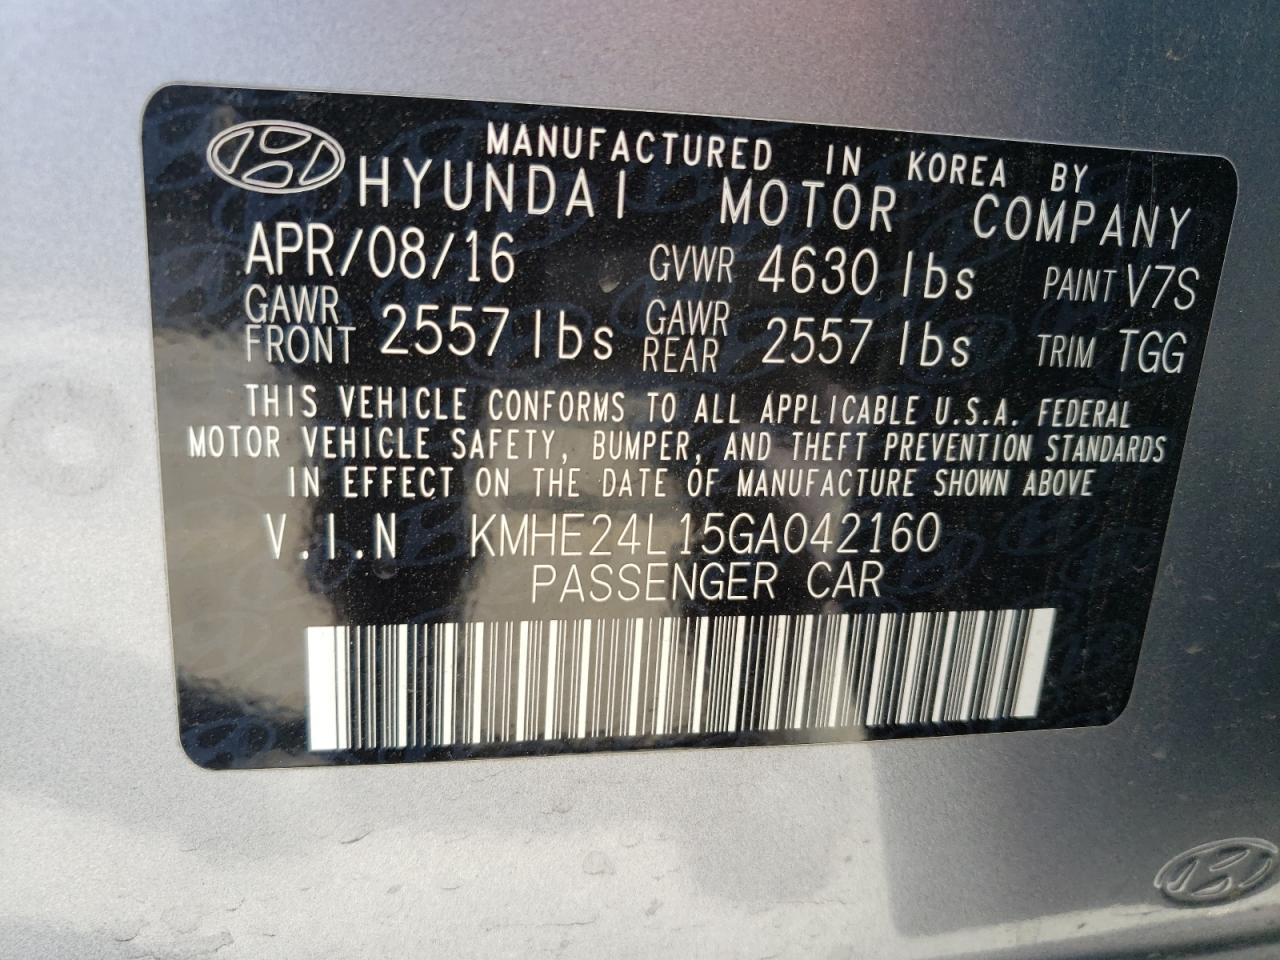 MANUFACTURED IN KOREA BY
HYUNDAI MOTOR COMPANY
APR/08/16 GVWR 4630 lbs PAINT V7S
GAWR FRONT 2557 lbs GAWR REAR 2557 lbs TRIM TGG
THIS VEHICLE CONFORMS TO ALL APPLICABLE U.S.A. FEDERAL
MOTOR VEHICLE SAFETY, BUMPER, AND THEFT PREVENTION STANDARDS
IN EFFECT ON THE DATE OF MANUFACTURE SHOWN ABOVE
V.I.N KMHE24L15GA042160
PASSENGER CAR